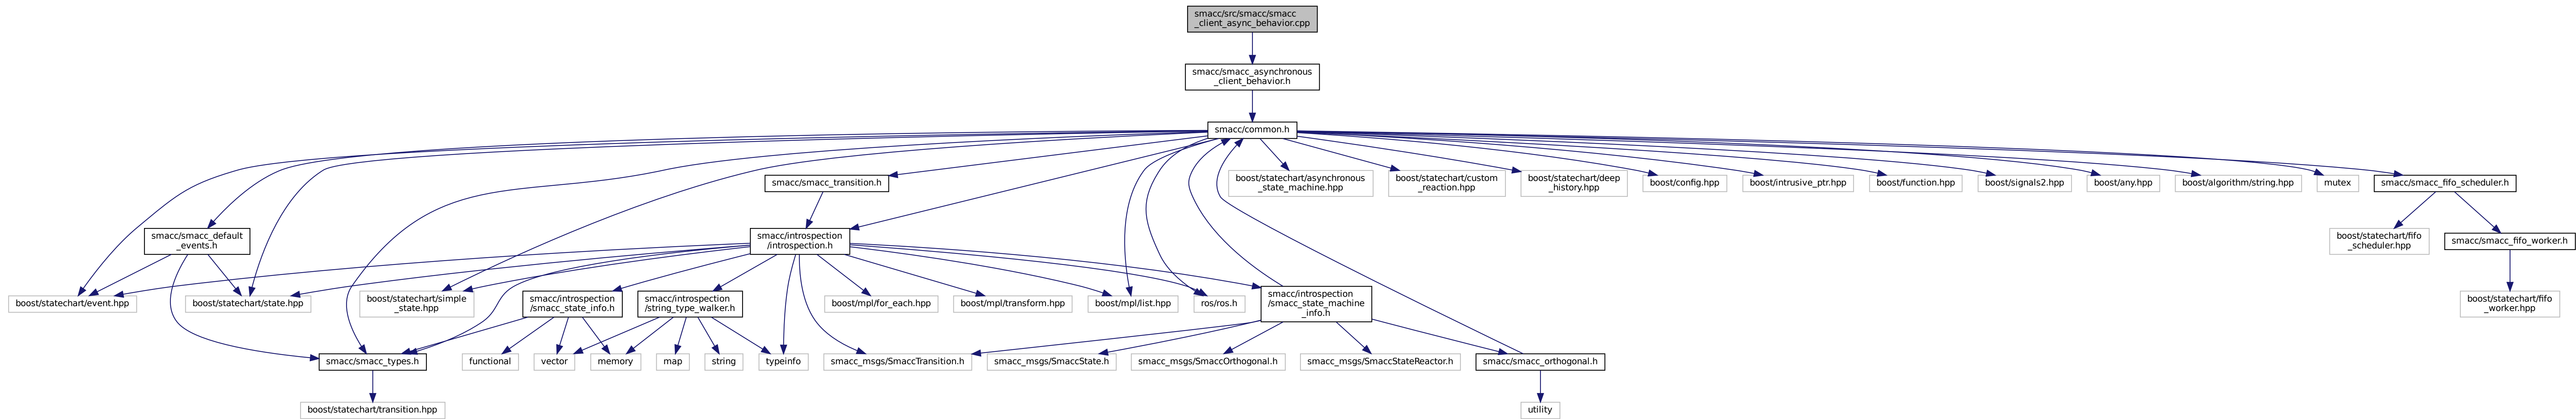 smacc/src/smacc/smacc
_client_async_behavior.cpp
smacc/smacc_asynchronous
_client_behavior.h
smacc/common.h
smacc/smacc_transition.h
boost/statechart/asynchronous
_state_machine.hpp
boost/statechart/custom
_reaction.hpp
boost/statechart/deep
_history.hpp
boost/config.hpp
boost/intrusive_ptr.hpp
boost/function.hpp
boost/signals2.hpp
boost/any.hpp
boost/algorithm/string.hpp
mutex
smacc/smacc_fifo_scheduler.h
smacc/smacc_default
_events.h
smacc/introspection
/introspection.h
boost/statechart/fifo
_scheduler.hpp
smacc/smacc_fifo_worker.h
boost/statechart/event.hpp
boost/statechart/state.hpp
boost/statechart/simple
_state.hpp
smacc/introspection
/smacc_state_info.h
smacc/introspection
/string_type_walker.h
boost/mpl/for_each.hpp
boost/mpl/transform.hpp
boost/mpl/list.hpp
ros/ros.h
smacc/introspection
/smacc_state_machine
_info.h
boost/statechart/fifo
_worker.hpp
smacc/smacc_types.h
functional
vector
memory
map
string
typeinfo
smacc_msgs/SmaccTransition.h
smacc_msgs/SmaccState.h
smacc_msgs/SmaccOrthogonal.h
smacc_msgs/SmaccStateReactor.h
smacc/smacc_orthogonal.h
boost/statechart/transition.hpp
utility